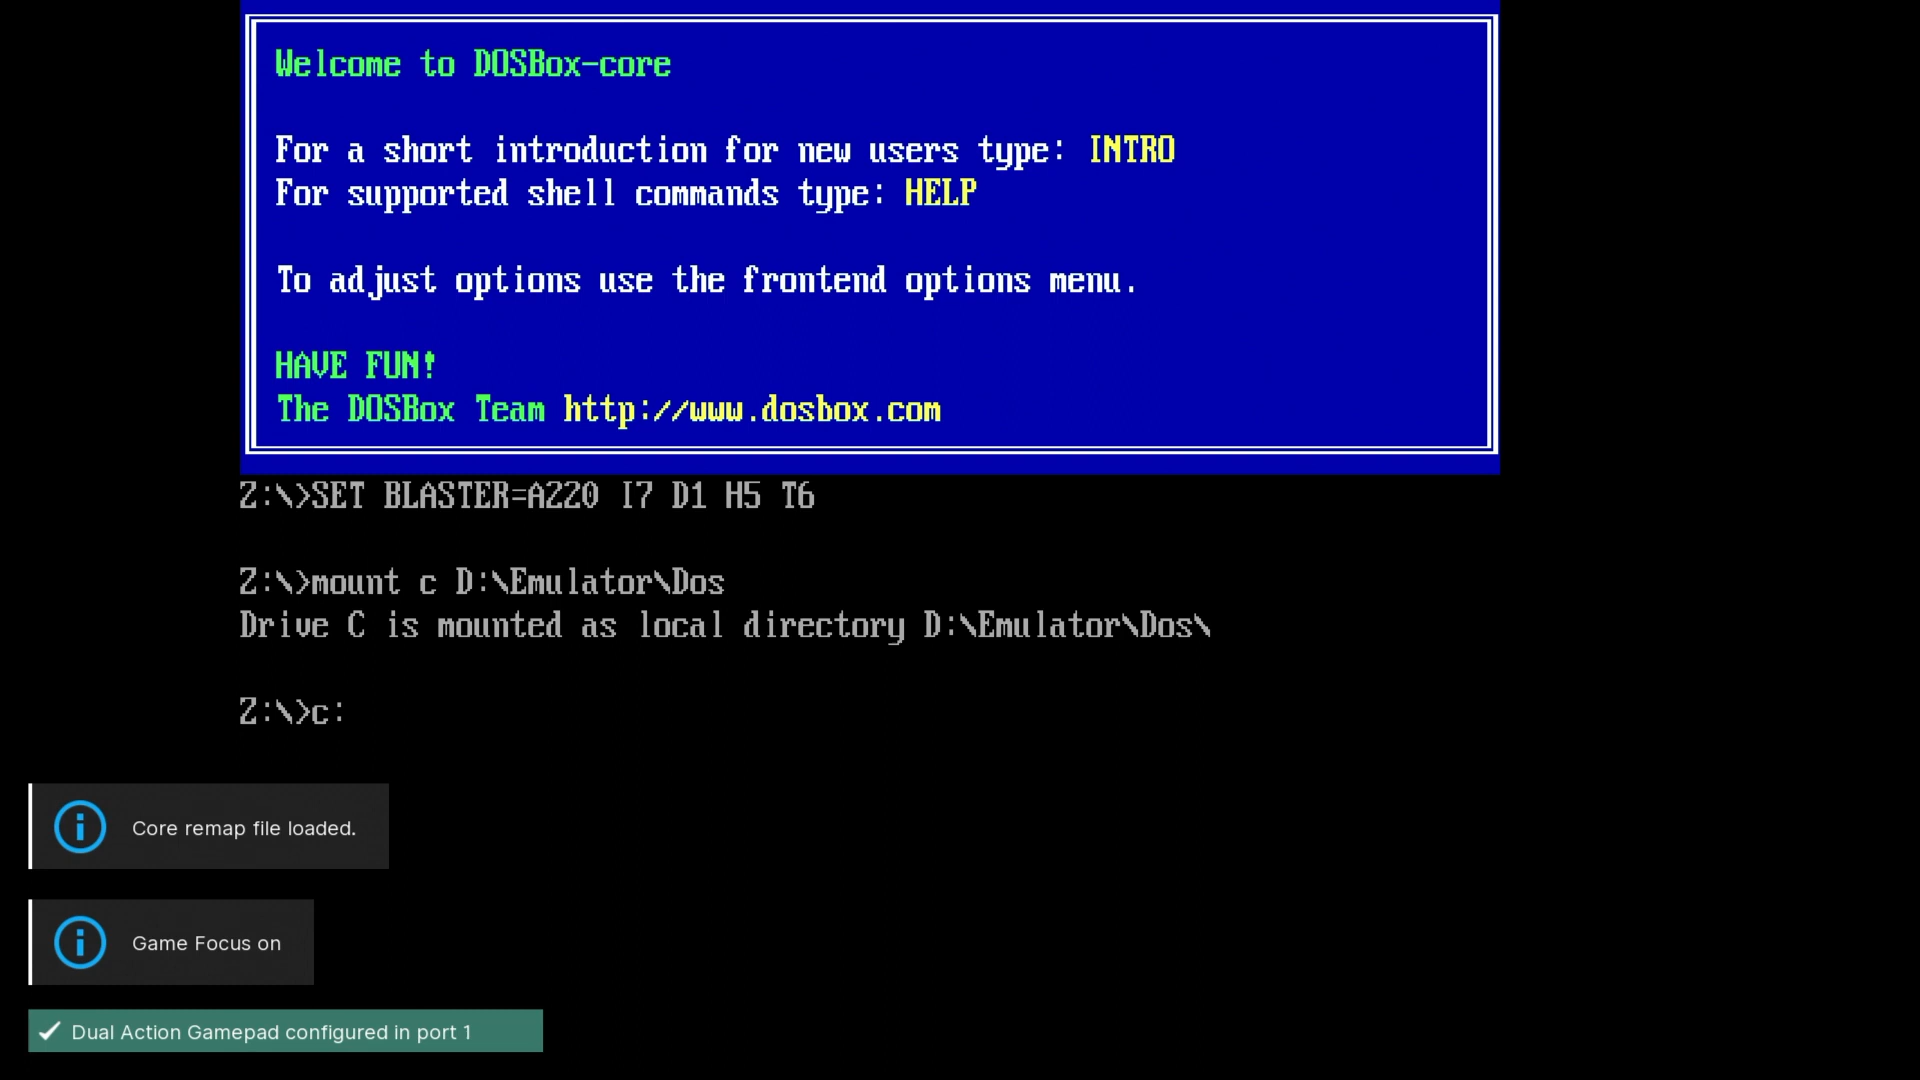 Welcome to DOSBox-core
For a short introduction for new users type: INTRO
For supported shell commands type: HELP
To adjust options use the frontend options menu.
HAVE FUN!
The DOSBox Team http://www.dosbox.com
Z:\>SET BLASTER=A220 I7 D1 H5 T6
Z:\>mount c D:\Emulator\Dos
Drive C is mounted as local directory D:\Emulator\Dos\
Z:\>c:
Core remap file loaded.
Game Focus on
Dual Action Gamepad configured in port 1